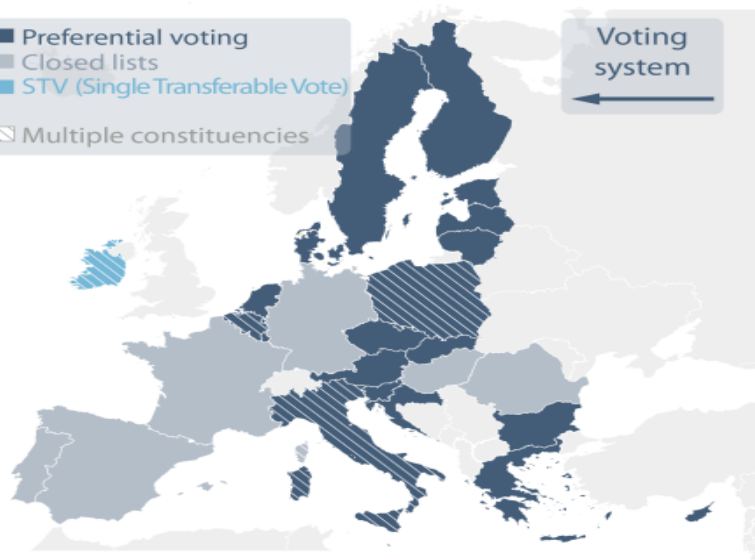 Preferential voting
Closed lists
STV (Single Transferable Vote)
Multiple constituencies
Voting
system